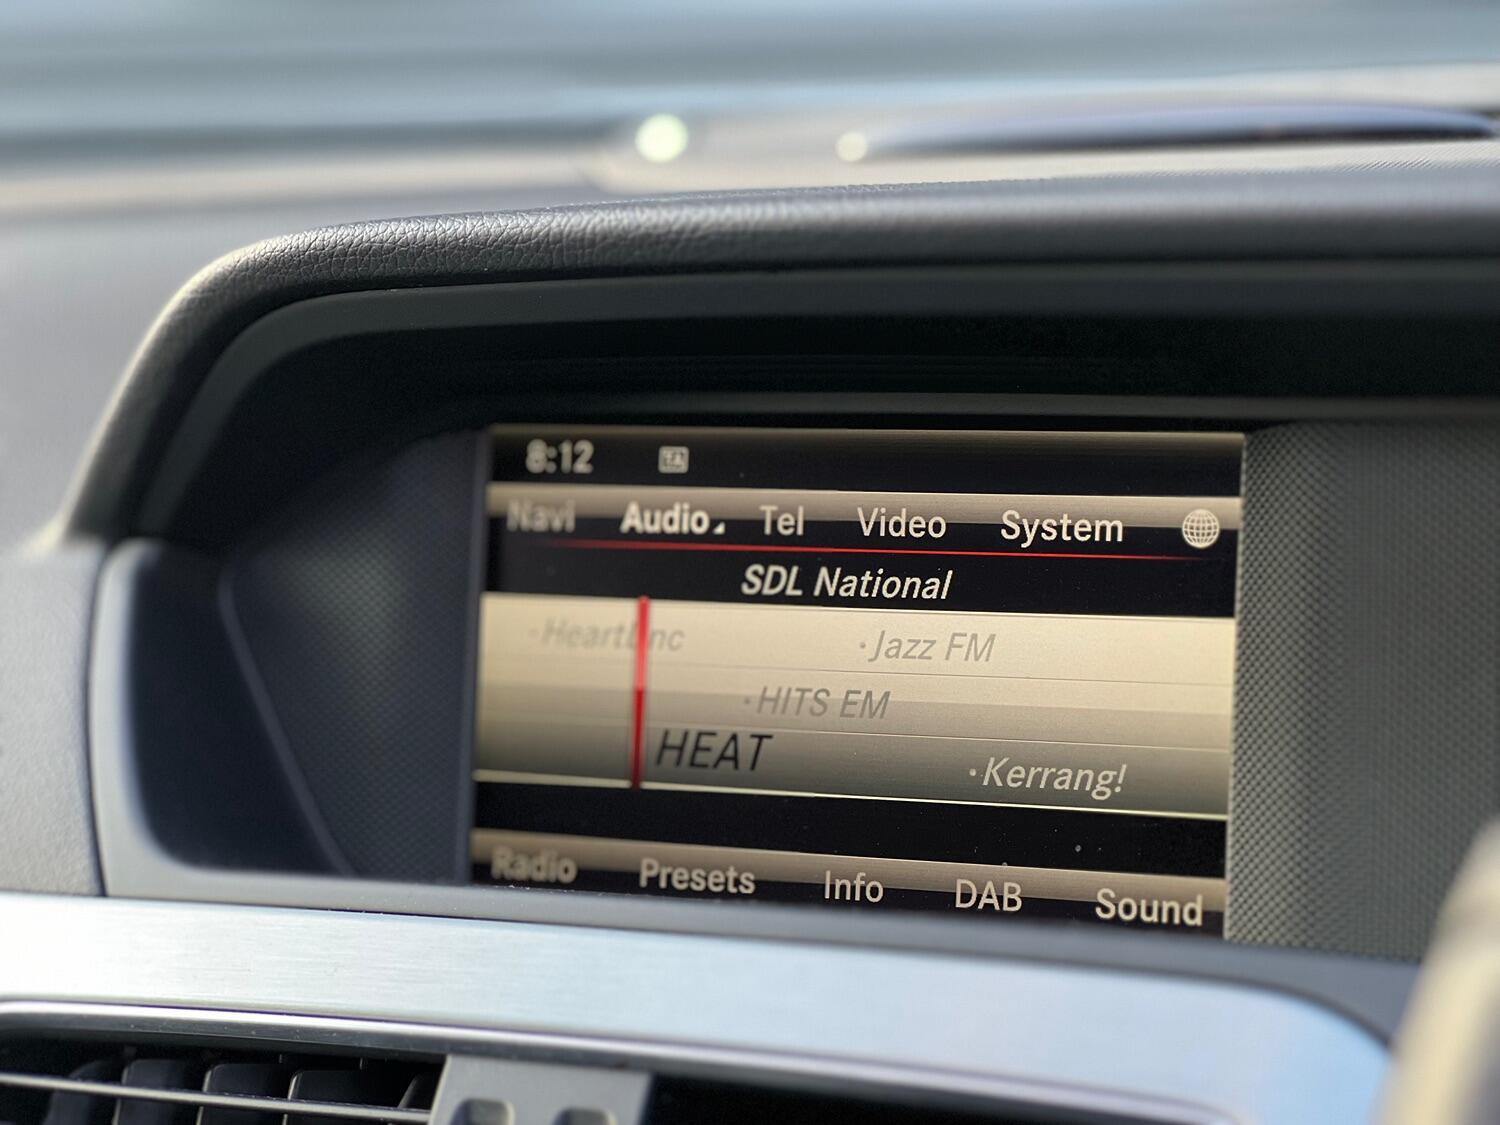 8:12 TA
Navi Audio Tel Video System
SDL National
·Jazz FM
·HITS EM
HEAT
·Kerrang!
Radio Presets Info DAB Sound